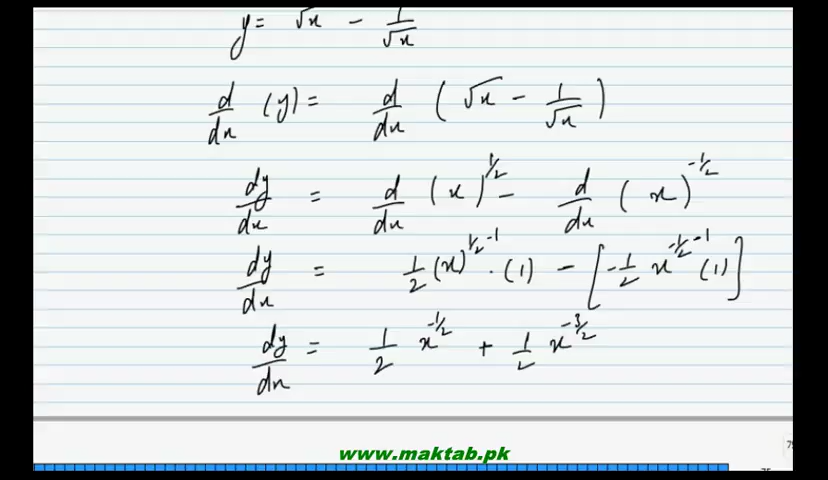 y = √x − 1/√x
d/dx (y) = d/dx (√x − 1/√x)
dy/dx = d/dx (x)^1/2 − d/dx (x)^-1/2
dy/dx = 1/2 (x)^1/2 -1 · (1) − [-1/2 x^-1/2 -1 (1)]
dy/dx = 1/2 x^-1/2 + 1/2 x^-3/2
www.maktab.pk